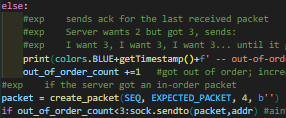 else:
#exp    sends ack for the last received packet
#exp    Server wants 2 but got 3, sends:
#exp    I want 3, I want 3, I want 3... until it
print(colors.BLUE+getTimestamp()+f' -- out-of-ord
out_of_order_count +=1   #got out of order; incre
#exp    if the server got an in-order packet
packet = create_packet(SEQ, EXPECTED_PACKET, 4, b'')
if out_of_order_count<3:sock.sendto(packet,addr) #ain